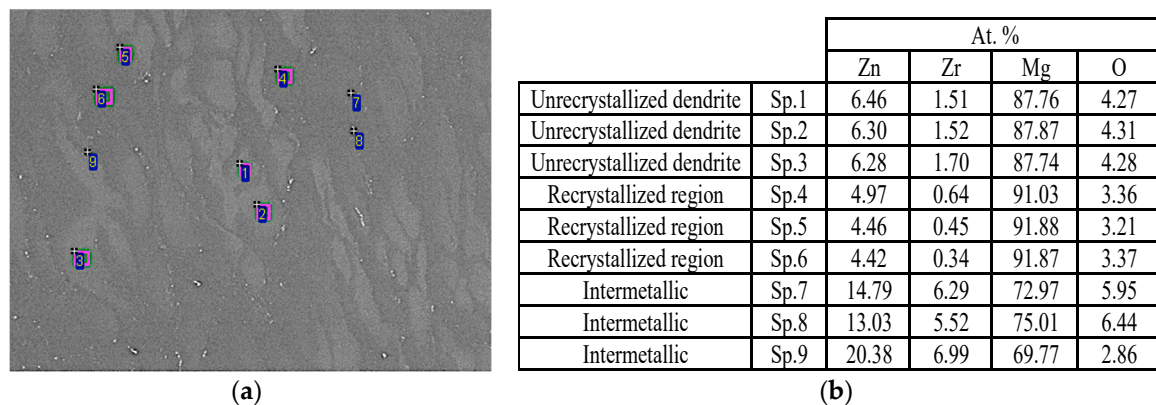 5
4
6
7
8
9
1
2
3
At. %
Zn Zr Mg O
Unrecrystallized dendrite Sp.1 6.46 1.51 87.76 4.27
Unrecrystallized dendrite Sp.2 6.30 1.52 87.87 4.31
Unrecrystallized dendrite Sp.3 6.28 1.70 87.74 4.28
Recrystallized region Sp.4 4.97 0.64 91.03 3.36
Recrystallized region Sp.5 4.46 0.45 91.88 3.21
Recrystallized region Sp.6 4.42 0.34 91.87 3.37
Intermetallic Sp.7 14.79 6.29 72.97 5.95
Intermetallic Sp.8 13.03 5.52 75.01 6.44
Intermetallic Sp.9 20.38 6.99 69.77 2.86
(a) (b)